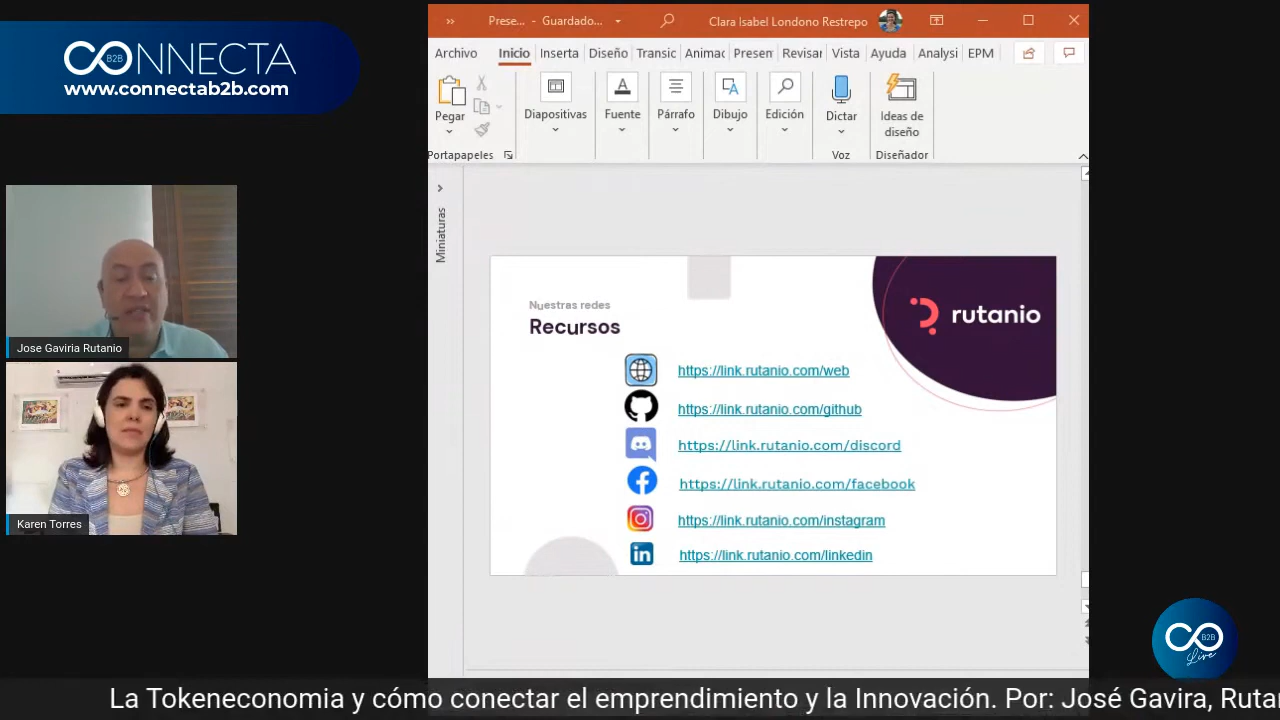 CONNECTA
B2B
www.connectab2b.com
Jose Gaviria Rutanio
Karen Torres
Prese... - Guardado...
Clara Isabel Londono Restrepo
Archivo Inicio Inserta Diseño Transic Animac Presen Revisar Vista Ayuda Analysi EPM
Pegar Diapositivas Fuente Párrafo Dibujo Edición Dictar Ideas de diseño
Portapapeles Voz Diseñador
Miniaturas
Nuestras redes
Recursos
rutanio
https://link.rutanio.com/web
https://link.rutanio.com/github
https://link.rutanio.com/discord
https://link.rutanio.com/facebook
https://link.rutanio.com/instagram
in
https://link.rutanio.com/linkedin
B2B
Live
La Tokeneconomia y cómo conectar el emprendimiento y la Innovación. Por: José Gavira, Rutan